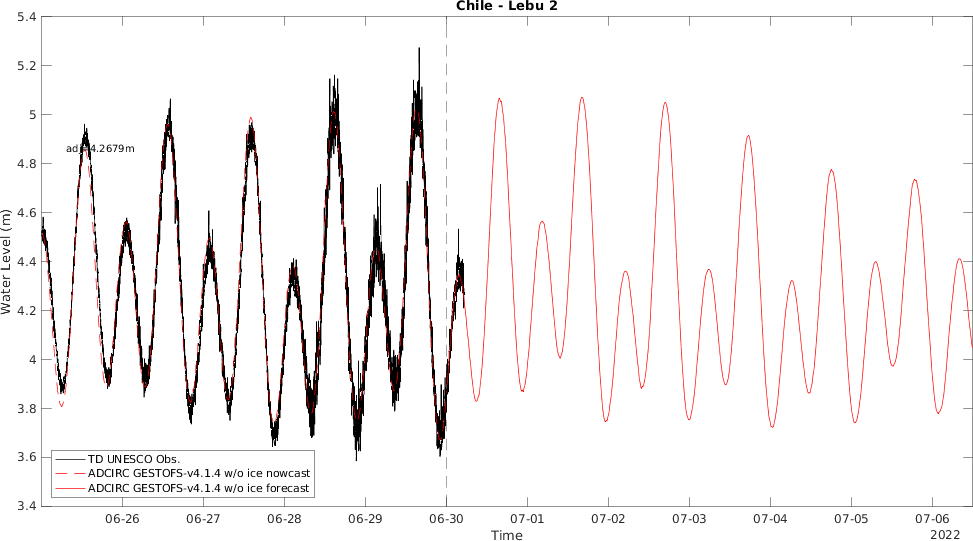 Chile - Lebu 2
5.4
5.2
5
4.8
4.6
4.4
4.2
4
3.8
3.6
3.4
Water Level (m)
4.2679m
TD UNESCO Obs.
ADCIRC GESTOFS-v4.1.4 w/o ice nowcast
ADCIRC GESTOFS-v4.1.4 w/o ice forecast
06-26 06-27 06-28 06-29 06-30 07-01 07-02 07-03 07-04 07-05 07-06
Time
2022